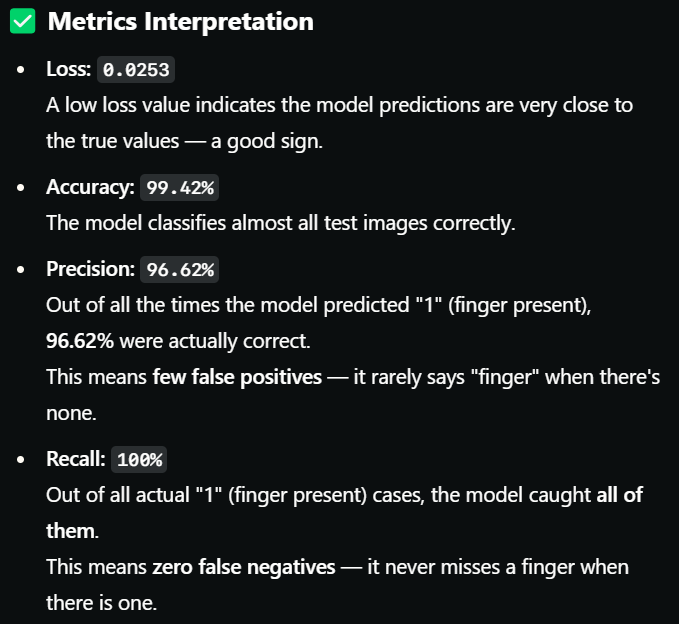 ✅ Metrics Interpretation
• Loss: 0.0253
A low loss value indicates the model predictions are very close to
the true values — a good sign.
• Accuracy: 99.42%
The model classifies almost all test images correctly.
• Precision: 96.62%
Out of all the times the model predicted "1" (finger present),
96.62% were actually correct.
This means few false positives — it rarely says "finger" when there's
none.
• Recall: 100%
Out of all actual "1" (finger present) cases, the model caught all of
them.
This means zero false negatives — it never misses a finger when
there is one.